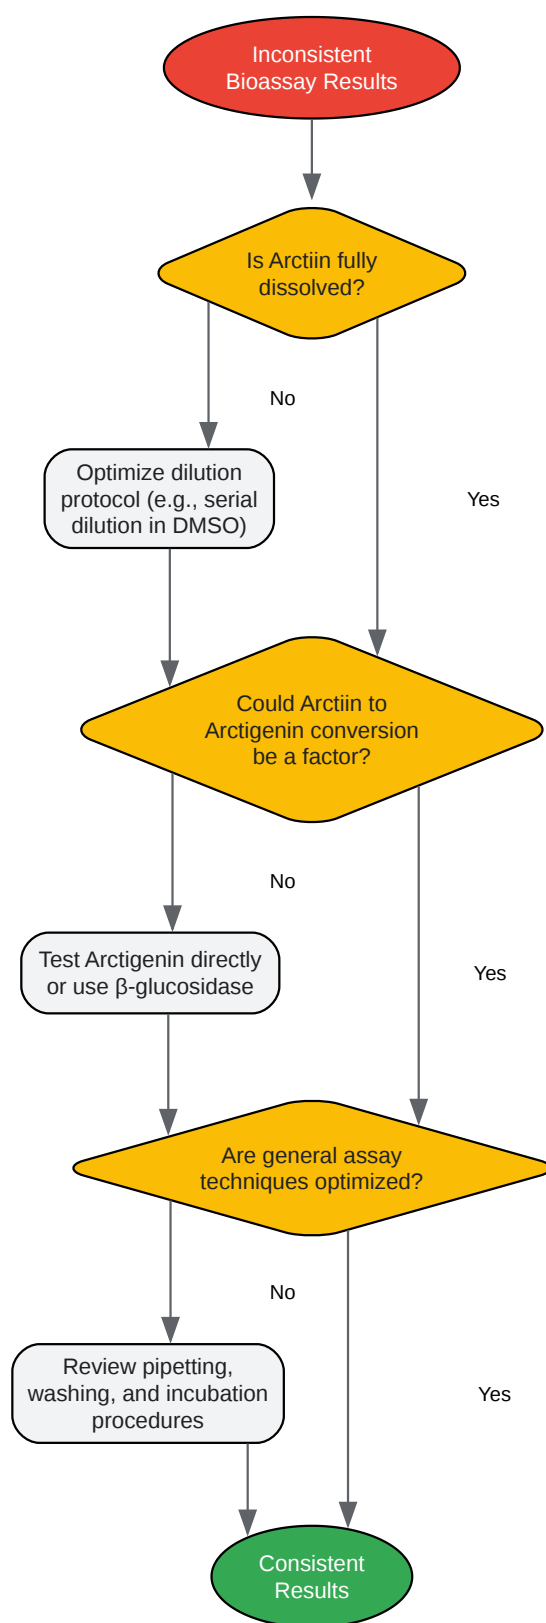 Inconsistent
Bioassay Results
Is Arctiin fully
dissolved?
No
Optimize dilution
protocol (e.g., serial
dilution in DMSO)
Yes
Could Arctiin to
Arctigenin conversion
be a factor?
No
Test Arctigenin directly
or use β-glucosidase
Yes
Are general assay
techniques optimized?
No
Review pipetting,
washing, and incubation
procedures
Yes
Consistent
Results